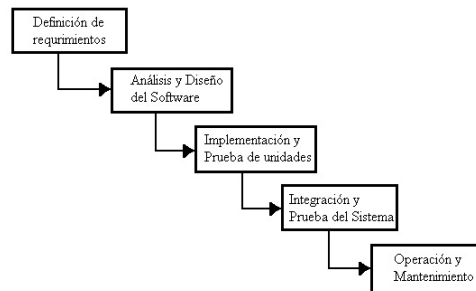 Definición de
requrimientos
Análisis y Diseño
del Software
Implementación y
Prueba de unidades
Integración y
Prueba del Sistema
Operación y
Mantenimiento